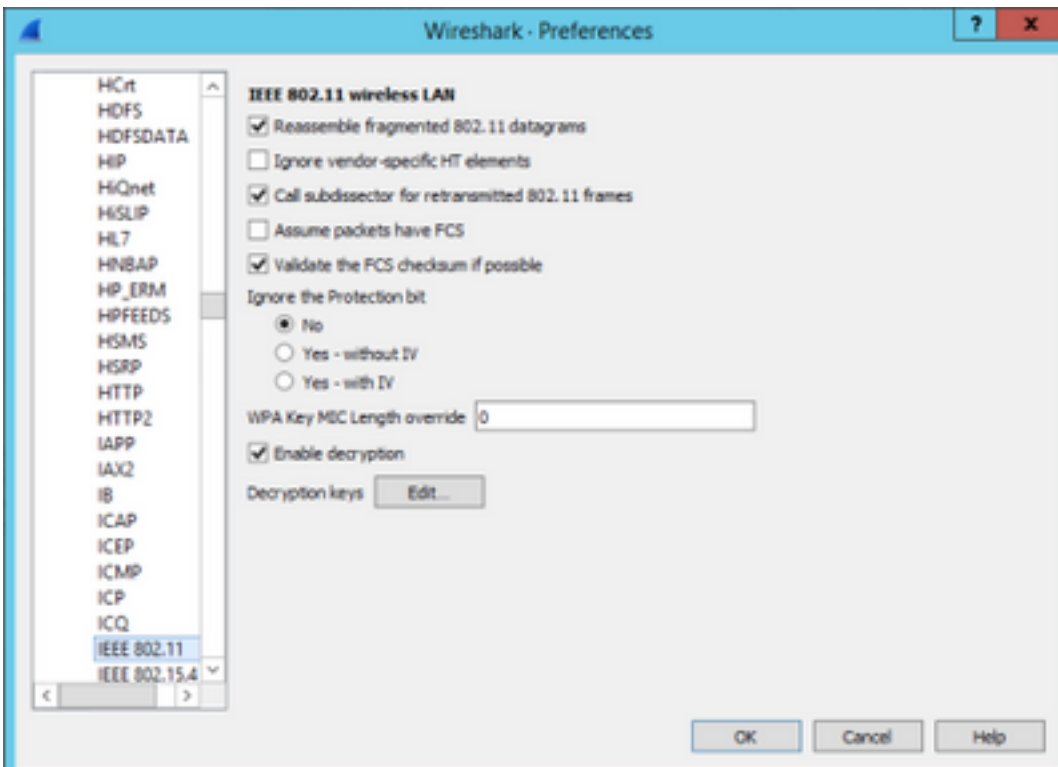 Wireshark · Preferences
?
x
HCrt
HDFS
HDFSDATA
HIP
HiQnet
HiSLIP
HL7
HNBAP
HP_ERM
HPFEEDS
HSMS
HSRP
HTTP
HTTP2
IAPP
IAX2
IB
ICAP
ICEP
ICMP
ICP
ICQ
IEEE 802.11
IEEE 802.15.4
IEEE 802.11 wireless LAN
Reassemble fragmented 802.11 datagrams
Ignore vendor-specific HT elements
Call subdissector for retransmitted 802.11 frames
Assume packets have FCS
Validate the FCS checksum if possible
Ignore the Protection bit
No
Yes - without IV
Yes - with IV
WPA Key MIC Length override 0
Enable decryption
Decryption keys Edit...
OK Cancel Help